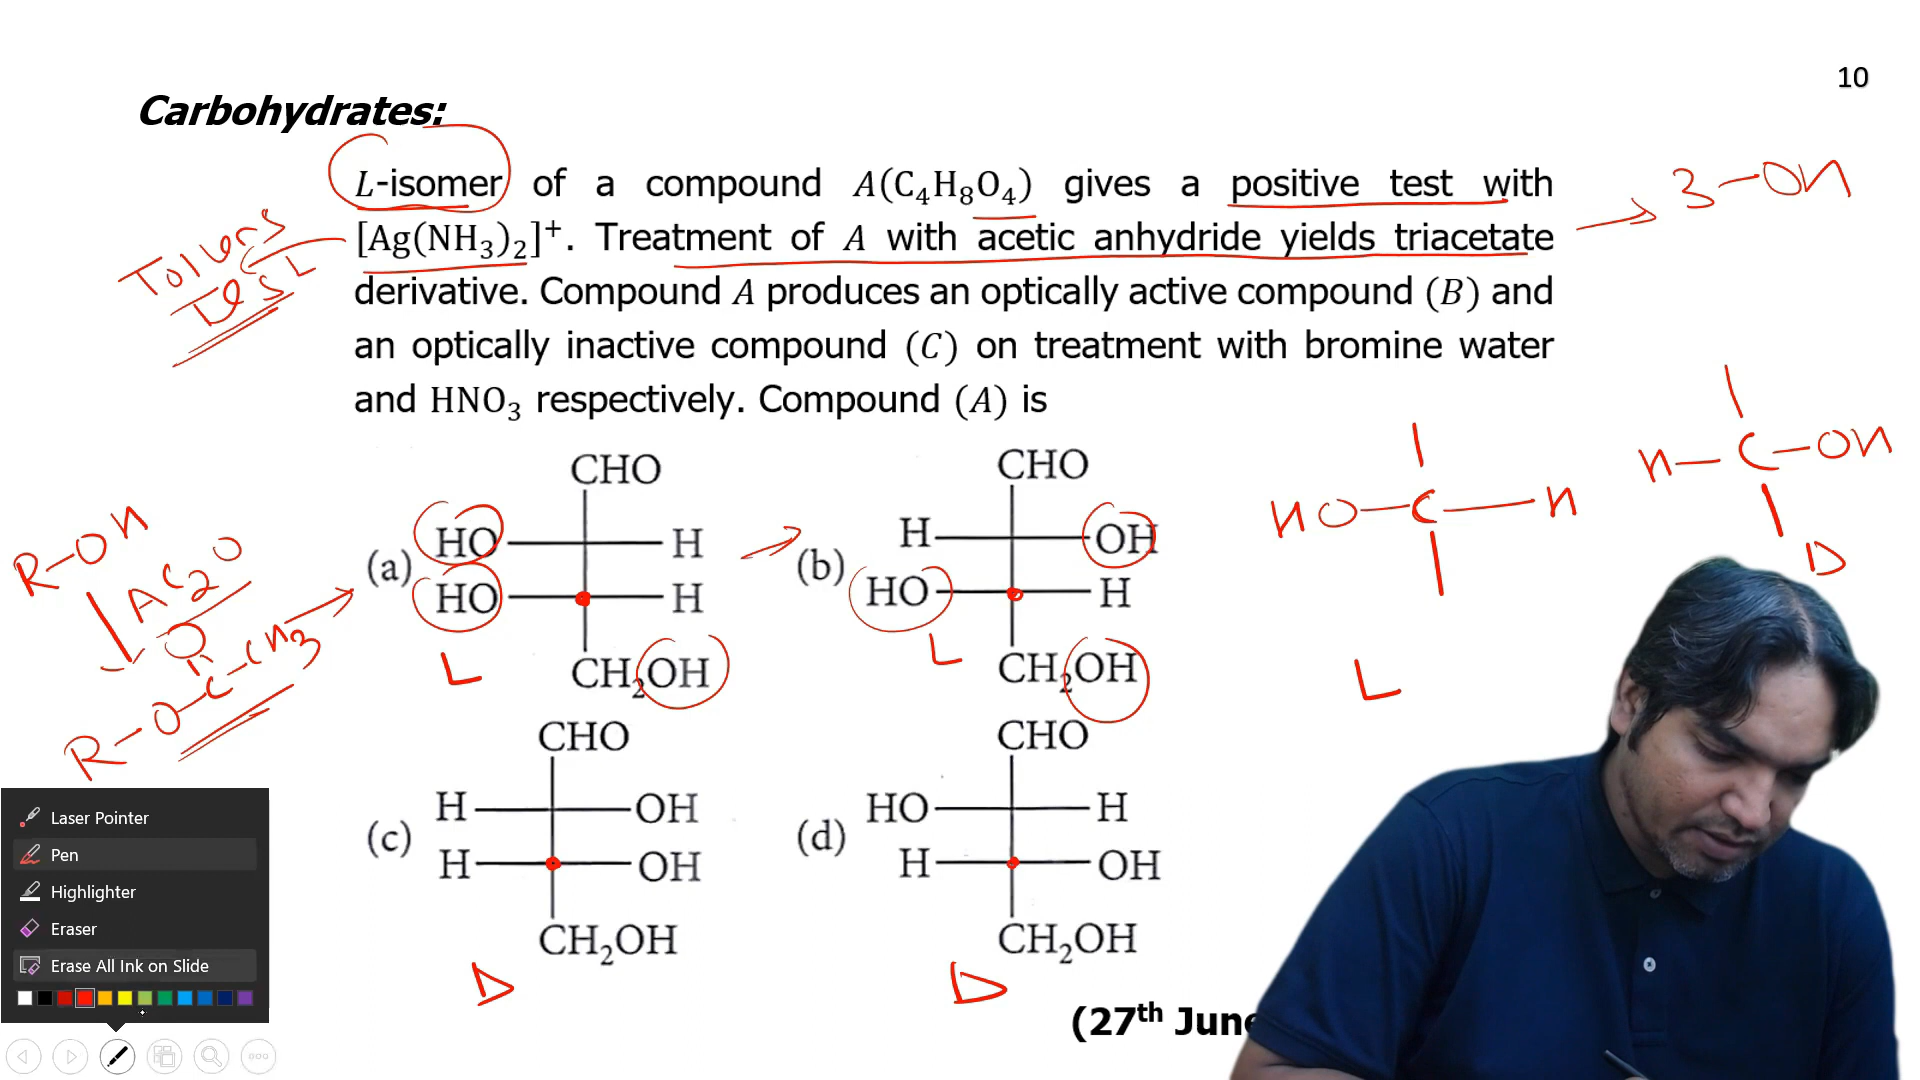 10
Carbohydrates:
L-isomer of a compound A(C₄H₈O₄) gives a positive test with
[Ag(NH₃)₂]⁺. Treatment of A with acetic anhydride yields triacetate
derivative. Compound A produces an optically active compound (B) and
an optically inactive compound (C) on treatment with bromine water
and HNO₃ respectively. Compound (A) is
3-OH
Tollen's
Test
(a)
CHO
HO H
HO H
CH₂OH
L
(b)
CHO
H OH
HO H
CH₂OH
L
HO-C-H
L
H-C-OH
D
R-OH
AC₂O
O
R-O-C-CH₃
(c)
CHO
H OH
H OH
CH₂OH
D
(d)
CHO
HO H
H OH
CH₂OH
D
(27th June
Laser Pointer
Pen
Highlighter
Eraser
Erase All Ink on Slide